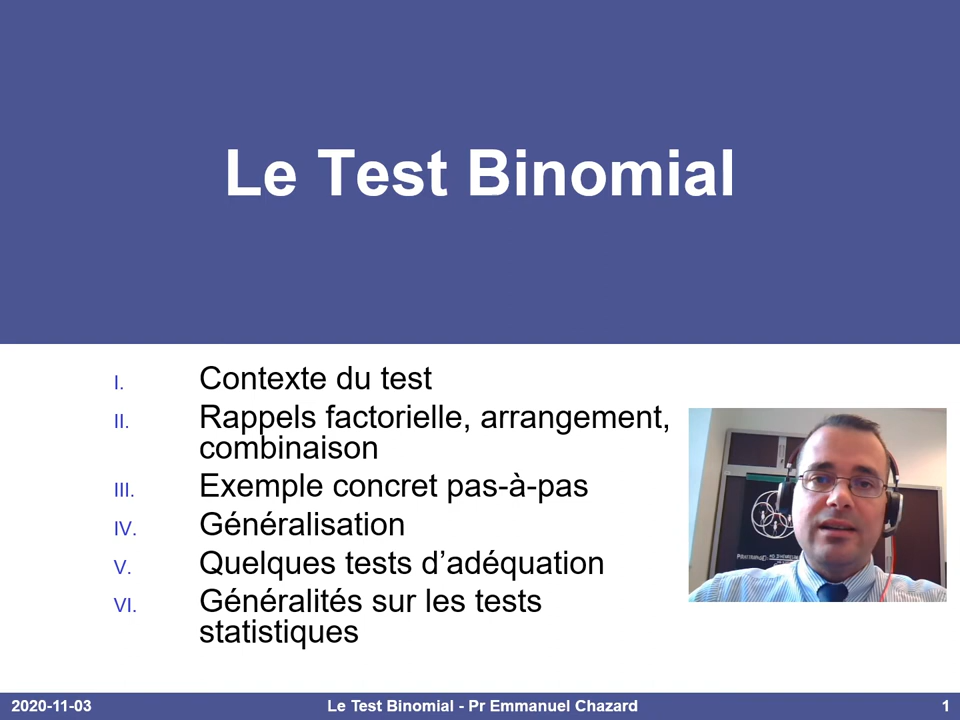 Le Test Binomial
I. Contexte du test
II. Rappels factorielle, arrangement,
combinaison
III. Exemple concret pas-à-pas
IV. Généralisation
V. Quelques tests d’adéquation
VI. Généralités sur les tests
statistiques
2020-11-03 Le Test Binomial - Pr Emmanuel Chazard 1